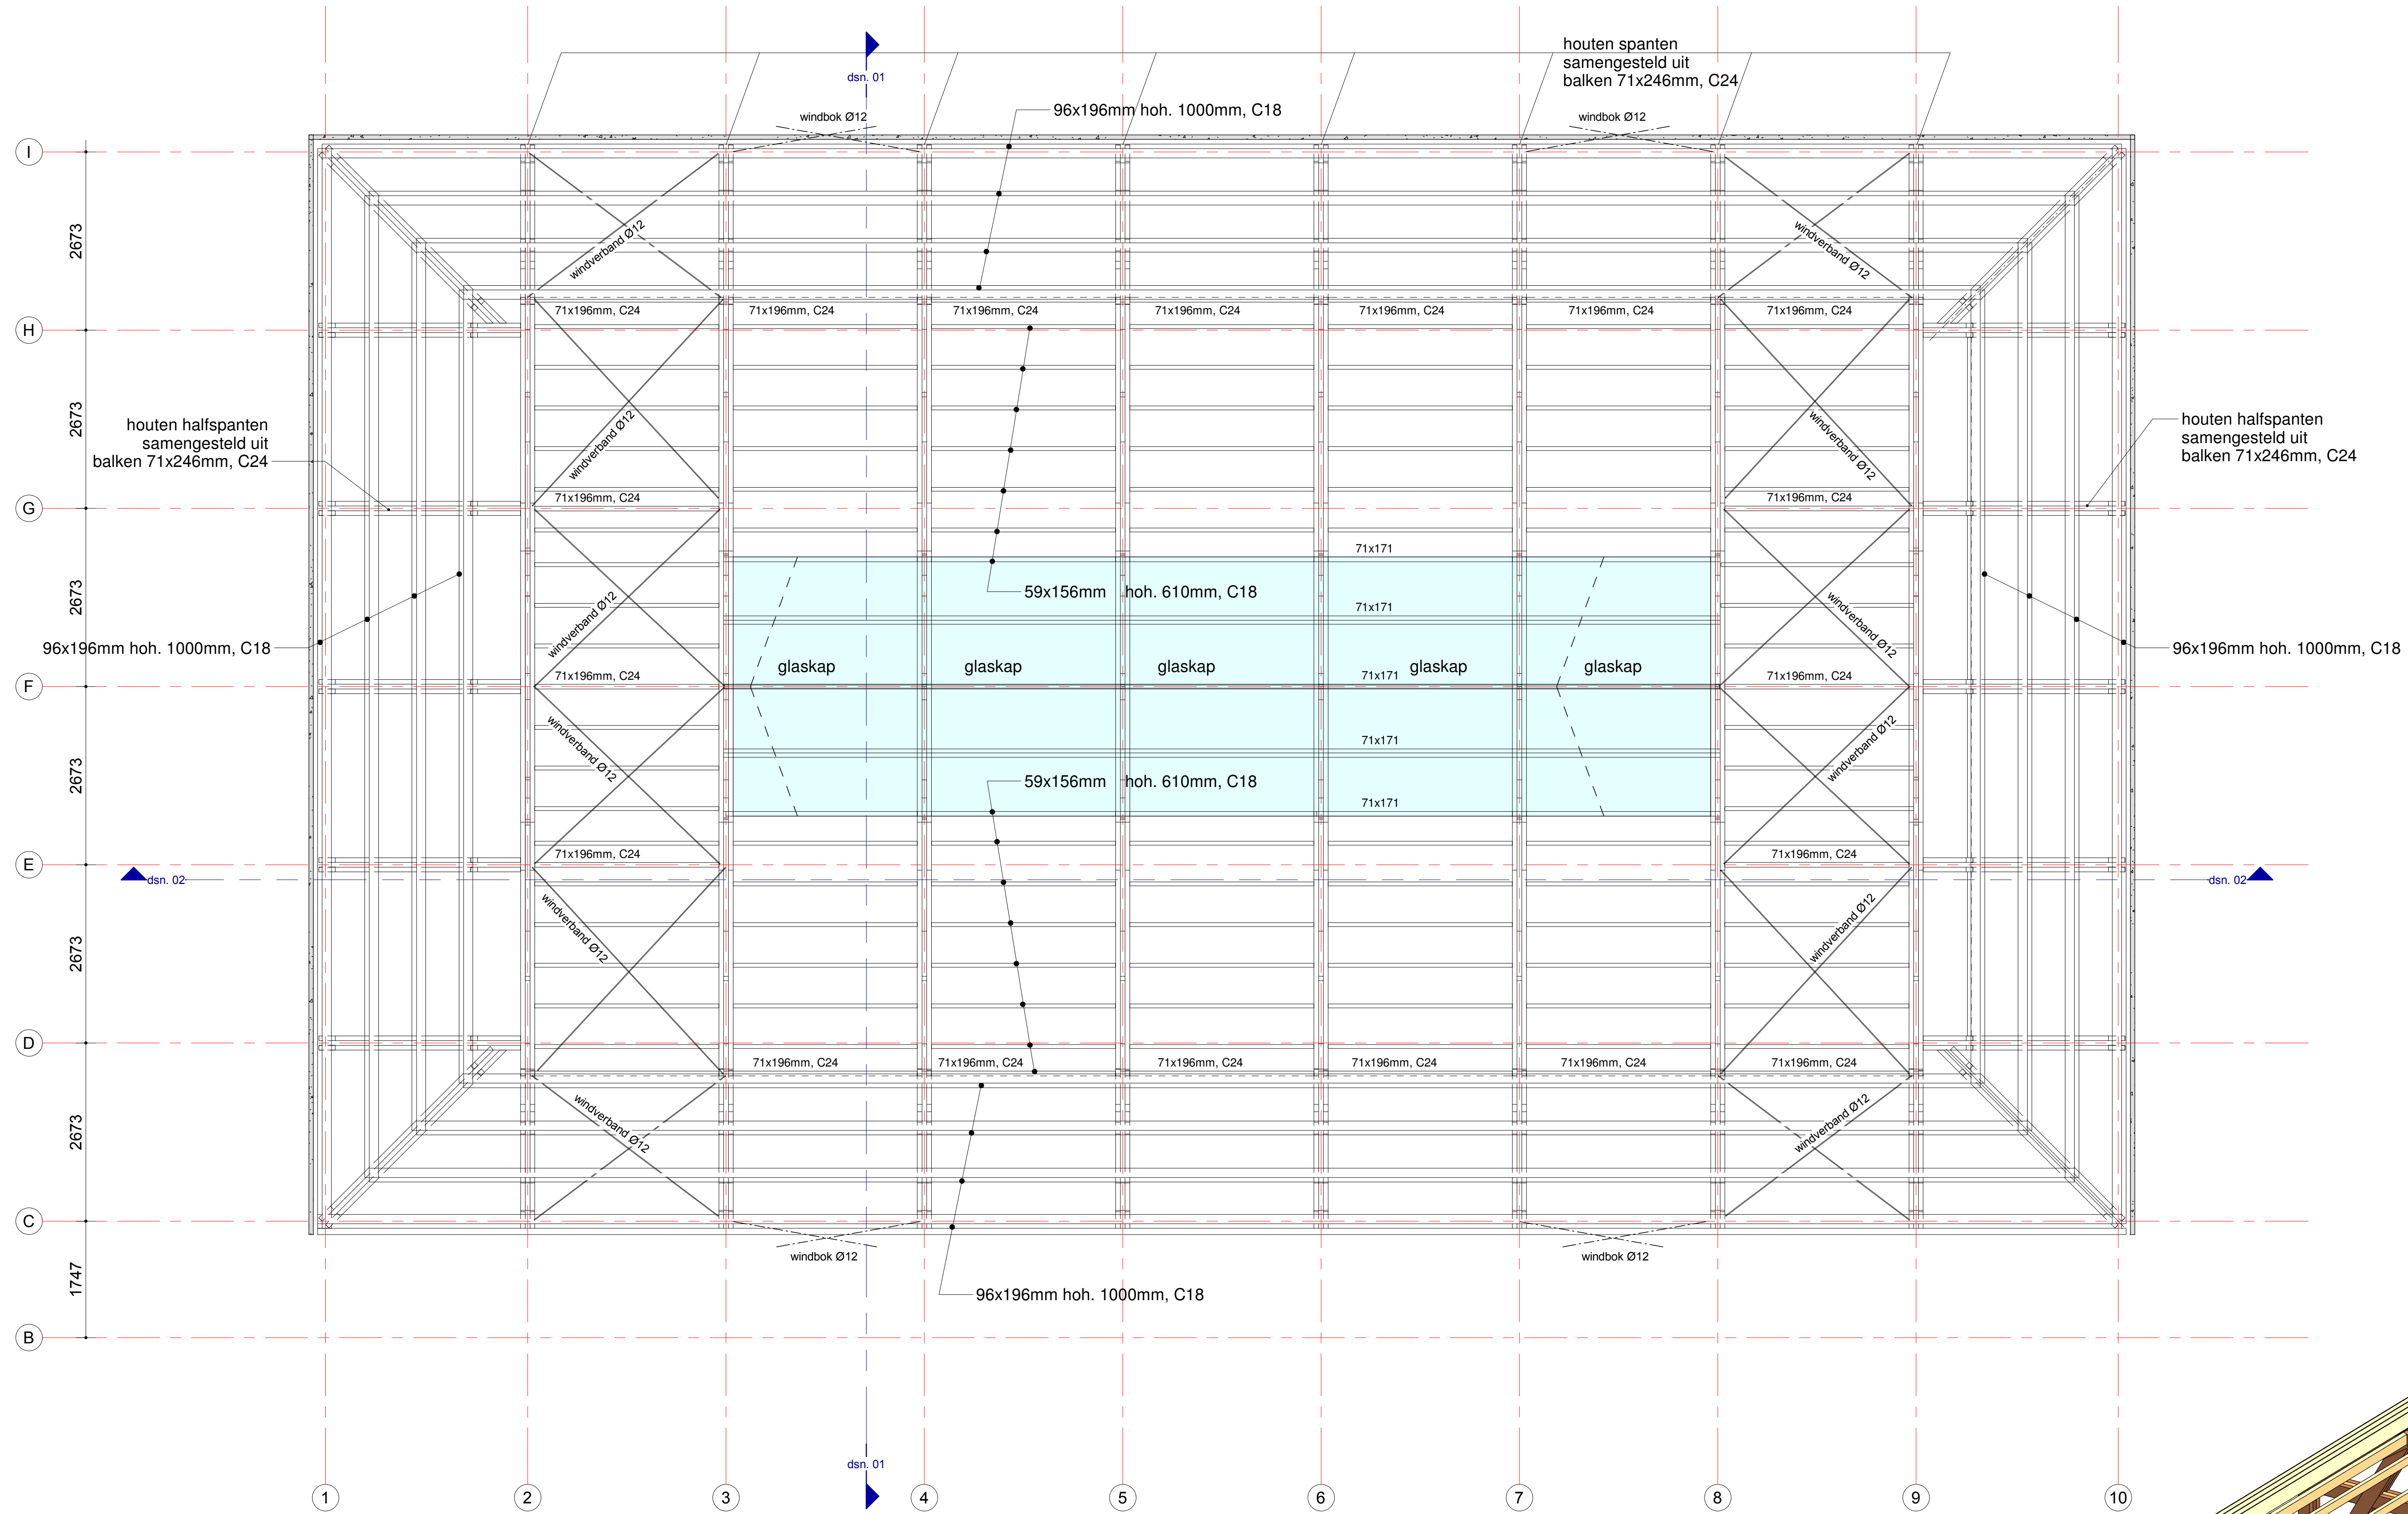 houten spanten
samengesteld uit
balken 71x246mm, C24
dsn. 01
96x196mm hoh. 1000mm, C18
windbok Ø12
windbok Ø12
I
2673
windverband Ø12
windverband Ø12
71x196mm, C24
71x196mm, C24
71x196mm, C24
71x196mm, C24
71x196mm, C24
71x196mm, C24
71x196mm, C24
H
2673
houten halfspanten
samengesteld uit
balken 71x246mm, C24
windverband Ø12
windverband Ø12
houten halfspanten
samengesteld uit
balken 71x246mm, C24
71x196mm, C24
71x196mm, C24
G
2673
71x171
59x156mm hoh. 610mm, C18
71x171
windverband Ø12
windverband Ø12
96x196mm hoh. 1000mm, C18
96x196mm hoh. 1000mm, C18
glaskap
glaskap
glaskap
glaskap
glaskap
71x196mm, C24
71x171
71x196mm, C24
F
2673
windverband Ø12
windverband Ø12
71x171
59x156mm hoh. 610mm, C18
71x171
71x196mm, C24
71x196mm, C24
E
dsn. 02
dsn. 02
2673
windverband Ø12
windverband Ø12
D
71x196mm, C24
71x196mm, C24
71x196mm, C24
71x196mm, C24
71x196mm, C24
71x196mm, C24
2673
windverband Ø12
windverband Ø12
C
windbok Ø12
windbok Ø12
1747
96x196mm hoh. 1000mm, C18
B
dsn. 01
1
2
3
4
5
6
7
8
9
10